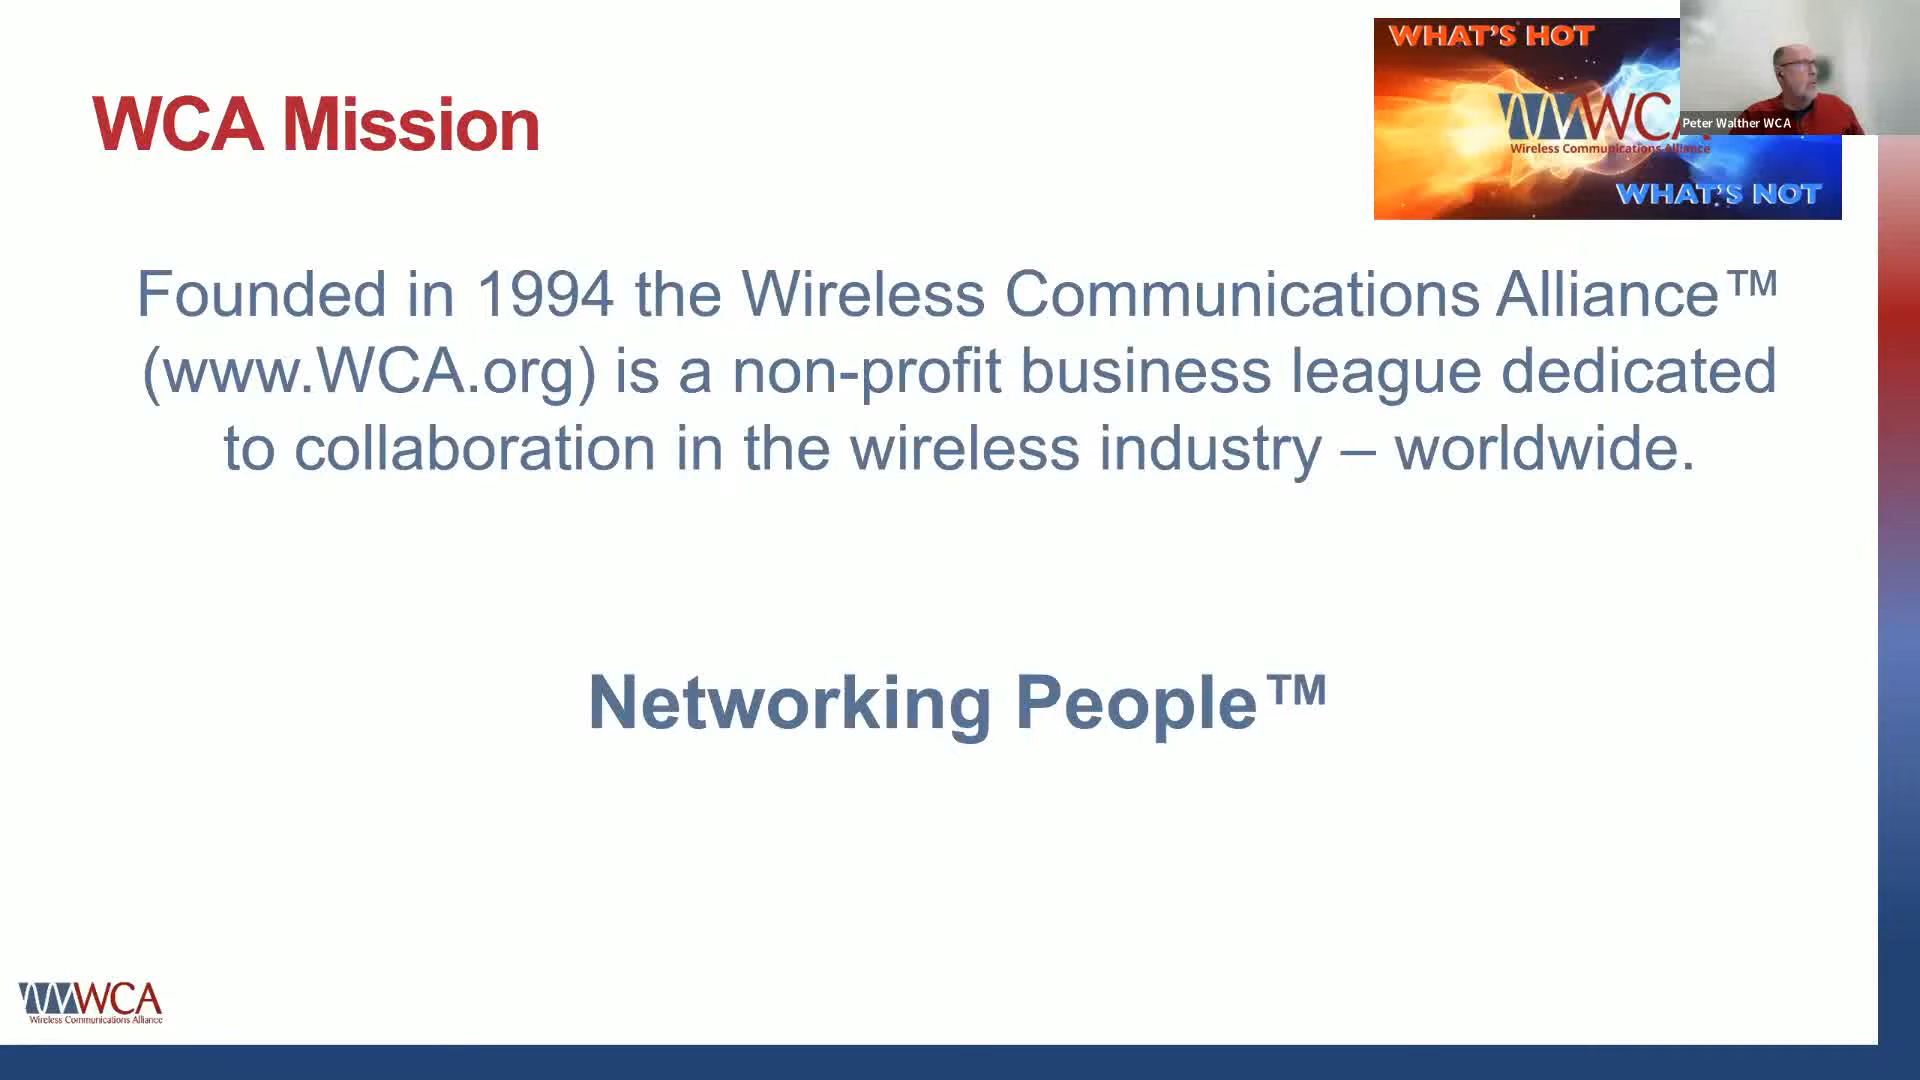 WHAT'S HOT
WCA Mission
WCA
Peter Walther WCA
Wireless Communications Alliance
WHAT'S NOT
Founded in 1994 the Wireless Communications Alliance™
(www.WCA.org) is a non-profit business league dedicated
to collaboration in the wireless industry – worldwide.
Networking People™
WCA
Wireless Communications Alliance